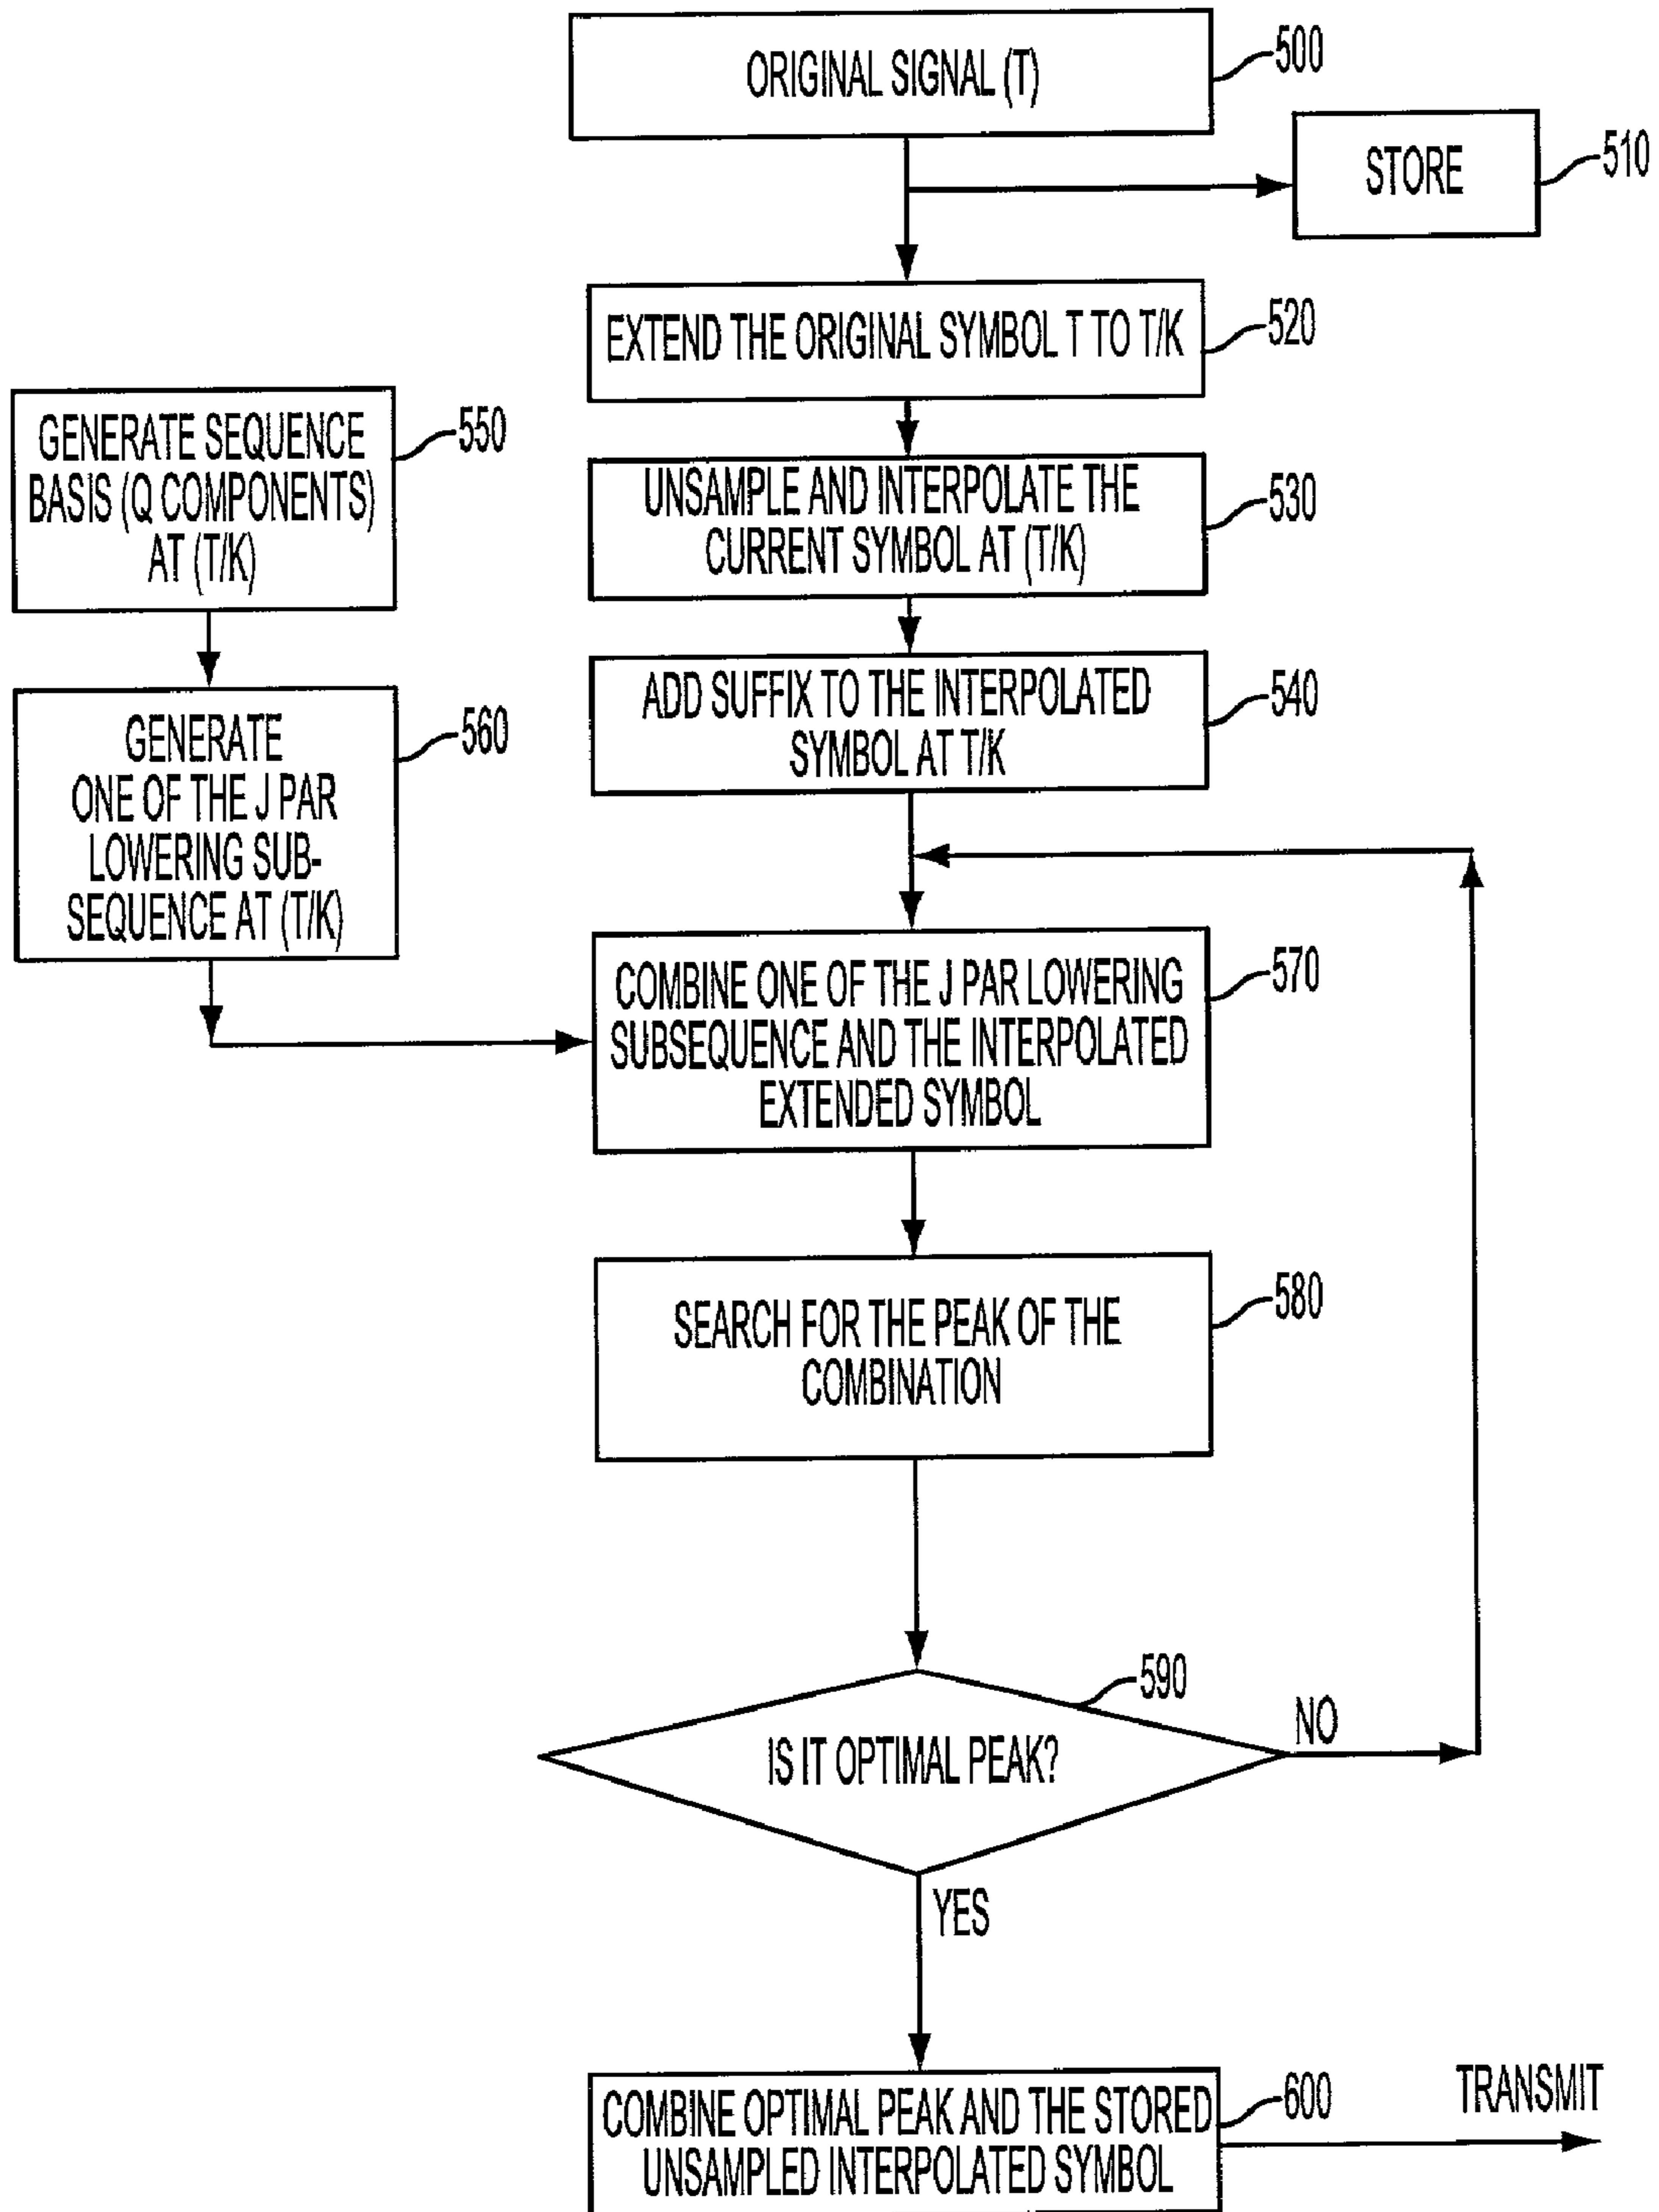 ORIGINAL SIGNAL (T)
500
STORE
510
EXTEND THE ORIGINAL SYMBOL T TO T/K
520
GENERATE SEQUENCE
BASIS (Q COMPONENTS)
AT (T/K)
550
UNSAMPLE AND INTERPOLATE THE
CURRENT SYMBOL AT (T/K)
530
ADD SUFFIX TO THE INTERPOLATED
SYMBOL AT T/K
540
GENERATE
ONE OF THE J PAR
LOWERING SUB-
SEQUENCE AT (T/K)
560
COMBINE ONE OF THE J PAR LOWERING
SUBSEQUENCE AND THE INTERPOLATED
EXTENDED SYMBOL
570
SEARCH FOR THE PEAK OF THE
COMBINATION
580
590
IS IT OPTIMAL PEAK?
NO
YES
COMBINE OPTIMAL PEAK AND THE STORED
UNSAMPLED INTERPOLATED SYMBOL
600
TRANSMIT